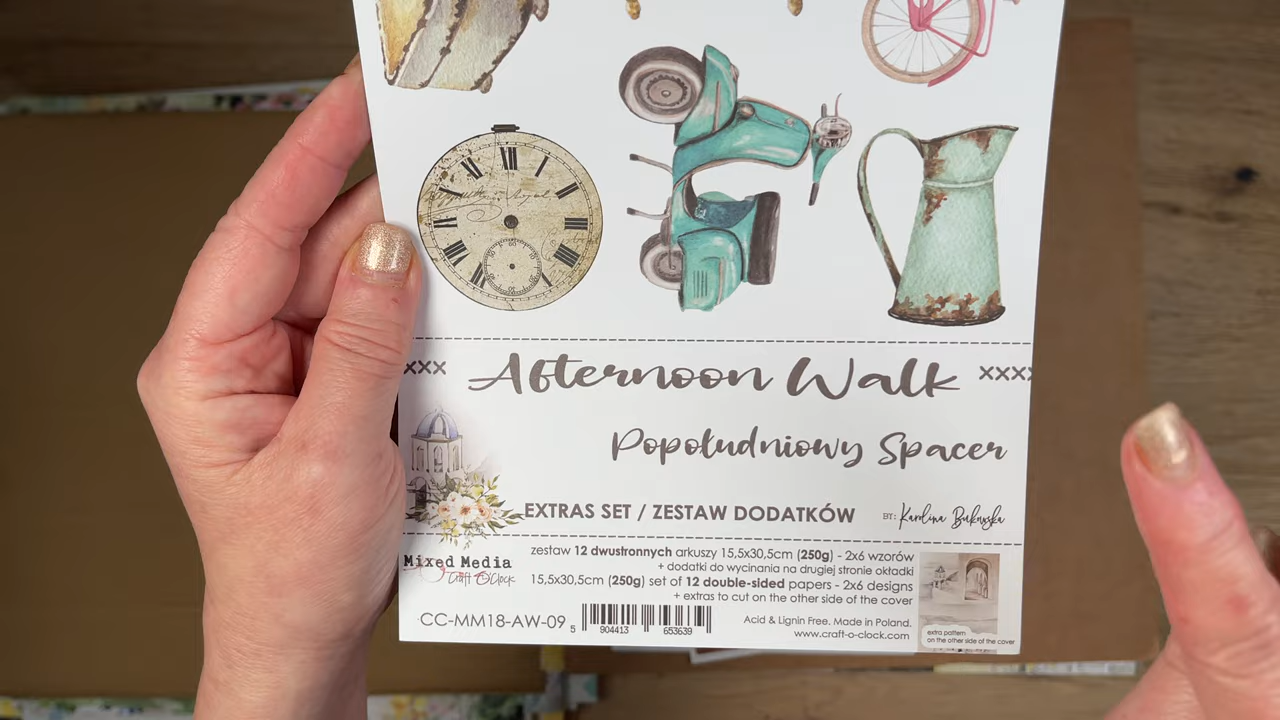 xxx Afternoon Walk xxxx
Popołudniowy Spacer
EXTRAS SET / ZESTAW DODATKÓW BY: Karolina Bukowska
zestaw 12 dwustronnych arkuszy 15,5x30,5cm (250g) - 2x6 wzorów
+ dodatki do wycinania na drugiej stronie okładki
15,5x30,5cm (250g) set of 12 double-sided papers - 2x6 designs
+ extras to cut on the other side of the cover
Mixed Media
Craft O'Clock
CC-MM18-AW-09
5 904413 653639
Acid & Lignin Free. Made in Poland.
www.craft-o-clock.com
extra pattern
on the other side of the cover